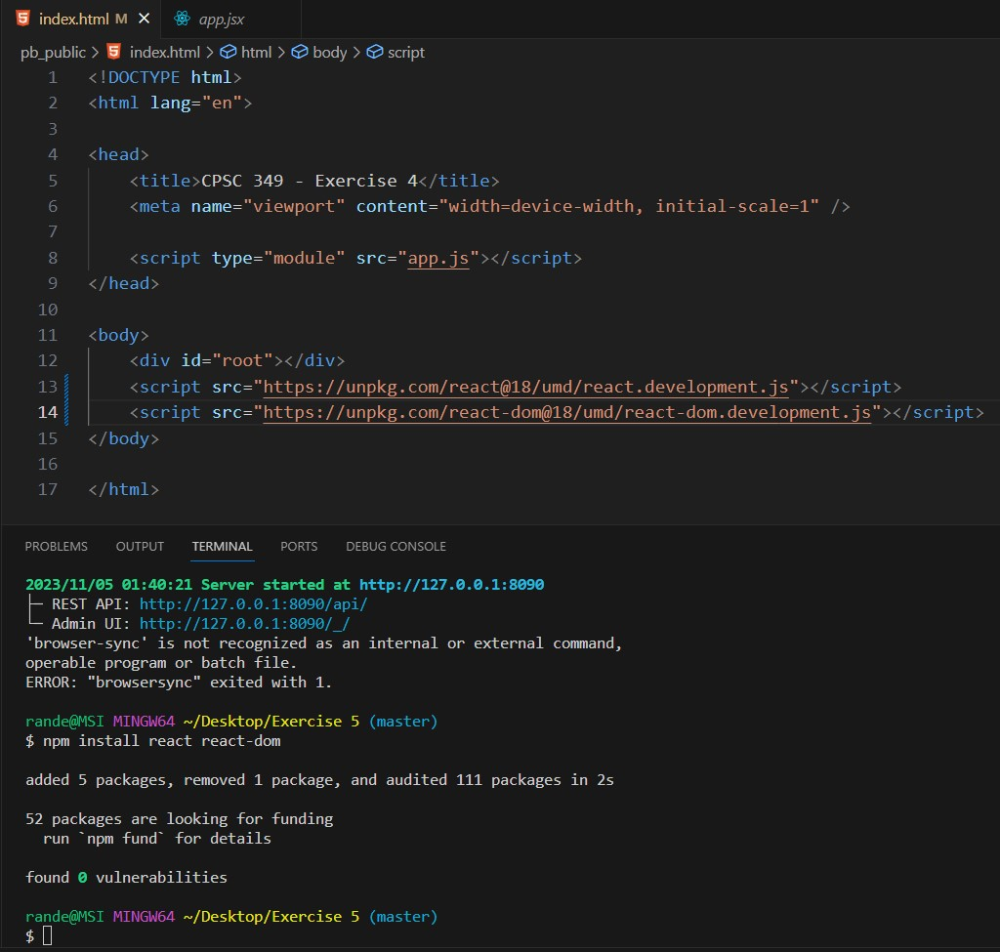 index.html M ×
app.jsx
pb_public > index.html > html > body > script
1 <!DOCTYPE html>
2 <html lang="en">
3
4 <head>
5     <title>CPSC 349 - Exercise 4</title>
6     <meta name="viewport" content="width=device-width, initial-scale=1" />
7
8     <script type="module" src="app.js"></script>
9 </head>
10
11 <body>
12     <div id="root"></div>
13     <script src="https://unpkg.com/react@18/umd/react.development.js"></script>
14     <script src="https://unpkg.com/react-dom@18/umd/react-dom.development.js"></script>
15 </body>
16
17 </html>
PROBLEMS OUTPUT TERMINAL PORTS DEBUG CONSOLE
2023/11/05 01:40:21 Server started at http://127.0.0.1:8090
├─ REST API: http://127.0.0.1:8090/api/
└─ Admin UI: http://127.0.0.1:8090/_/
'browser-sync' is not recognized as an internal or external command,
operable program or batch file.
ERROR: "browsersync" exited with 1.
rande@MSI MINGW64 ~/Desktop/Exercise 5 (master)
$ npm install react react-dom
added 5 packages, removed 1 package, and audited 111 packages in 2s
52 packages are looking for funding
  run `npm fund` for details
found 0 vulnerabilities
rande@MSI MINGW64 ~/Desktop/Exercise 5 (master)
$